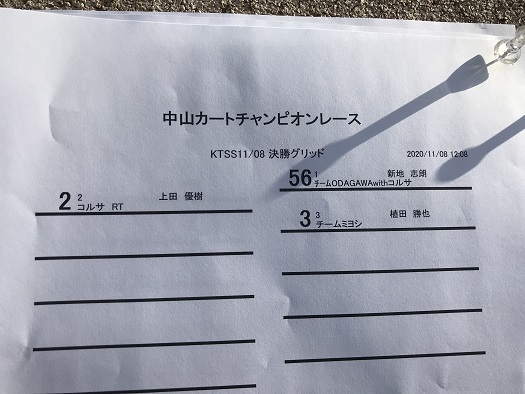 中山カートチャンピオンレース
KTSS11/08 決勝グリッド 2020/11/08 12:08
56 1 新地 志朗
チームODAGAWAwithコルサ
2 2 上田 優樹
コルサ RT
3 3 植田 勝也
チームミヨシ